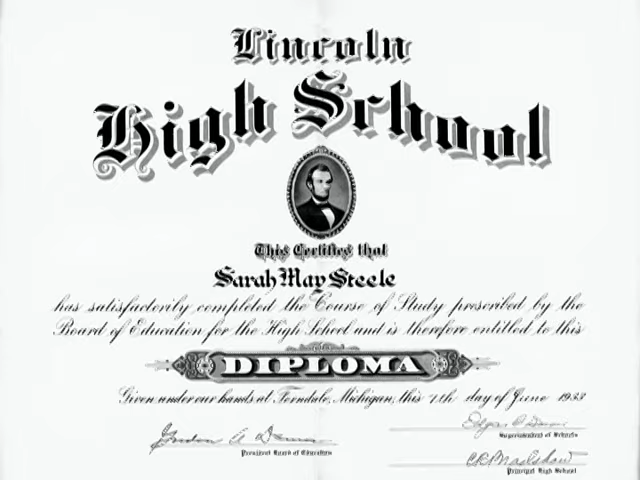 Lincoln
High School
This Certifies that
Sarah May Steele
has satisfactorily completed the Course of Study prescribed by the
Board of Education for the High School and is therefore entitled to this
DIPLOMA
Given under our hands at Ferndale, Michigan, this 7th day of June 1933
Superintendent of Schools
President Board of Education
Principal High School